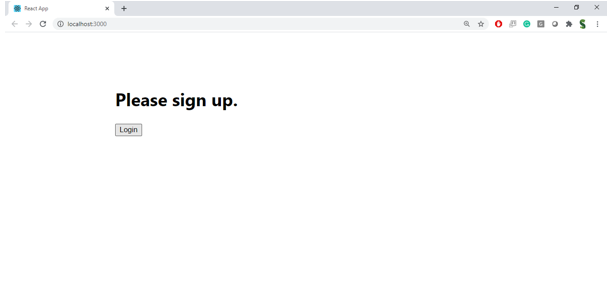 React App
localhost:3000
Please sign up.
Login